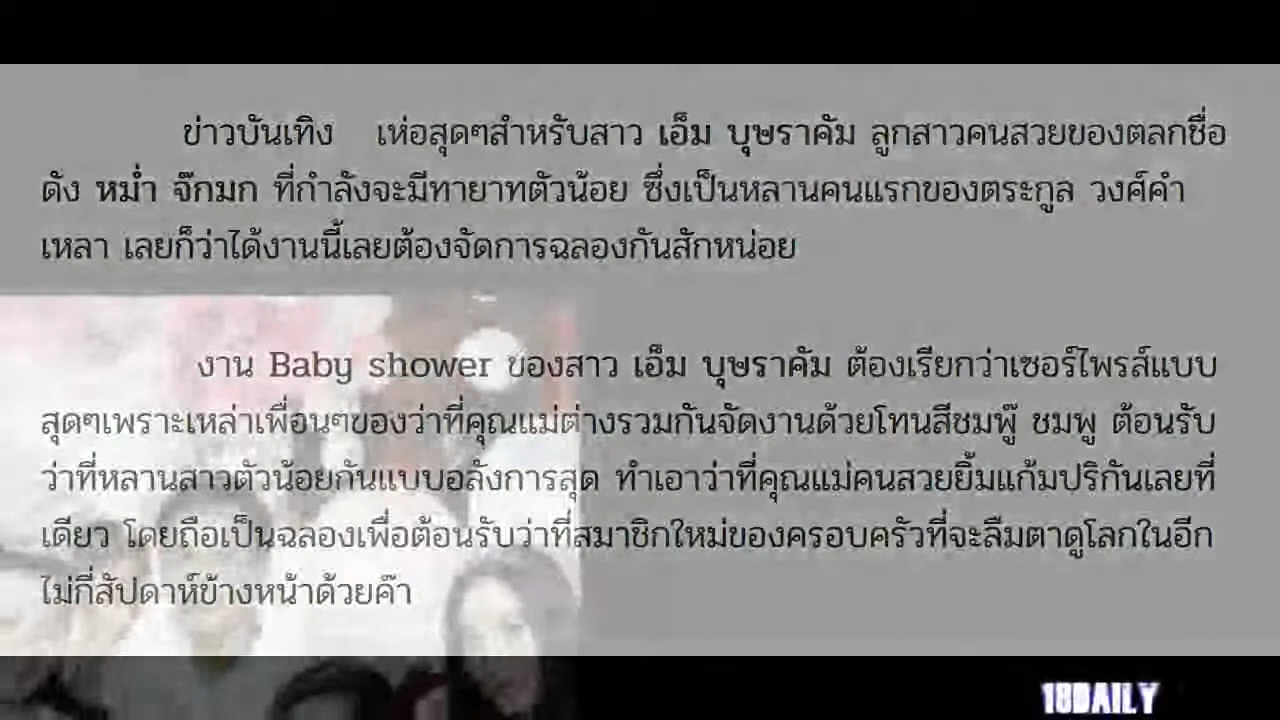 ข่าวบันเทิง เห่อสุดๆสำหรับสาว เอ็ม บุษราคัม ลูกสาวคนสวยของตลกชื่อ
ดัง หม่ำ จ๊กมก ที่กำลังจะมีทายาทตัวน้อย ซึ่งเป็นหลานคนแรกของตระกูล วงศ์คำ
เหลา เลยก็ว่าได้งานนี้เลยต้องจัดการฉลองกันสักหน่อย
งาน Baby shower ของสาว เอ็ม บุษราคัม ต้องเรียกว่าเซอร์ไพรส์แบบ
สุดๆเพราะเหล่าเพื่อนๆของว่าที่คุณแม่ต่างรวมกันจัดงานด้วยโทนสีชมพู๊ ชมพู ต้อนรับ
ว่าที่หลานสาวตัวน้อยกันแบบอลังการสุด ทำเอาว่าที่คุณแม่คนสวยยิ้มแก้มปริกันเลยที่
เดียว โดยถือเป็นฉลองเพื่อต้อนรับว่าที่สมาชิกใหม่ของครอบครัวที่จะลืมตาดูโลกในอีก
ไม่กี่สัปดาห์ข้างหน้าด้วยค๊า
18DAILY